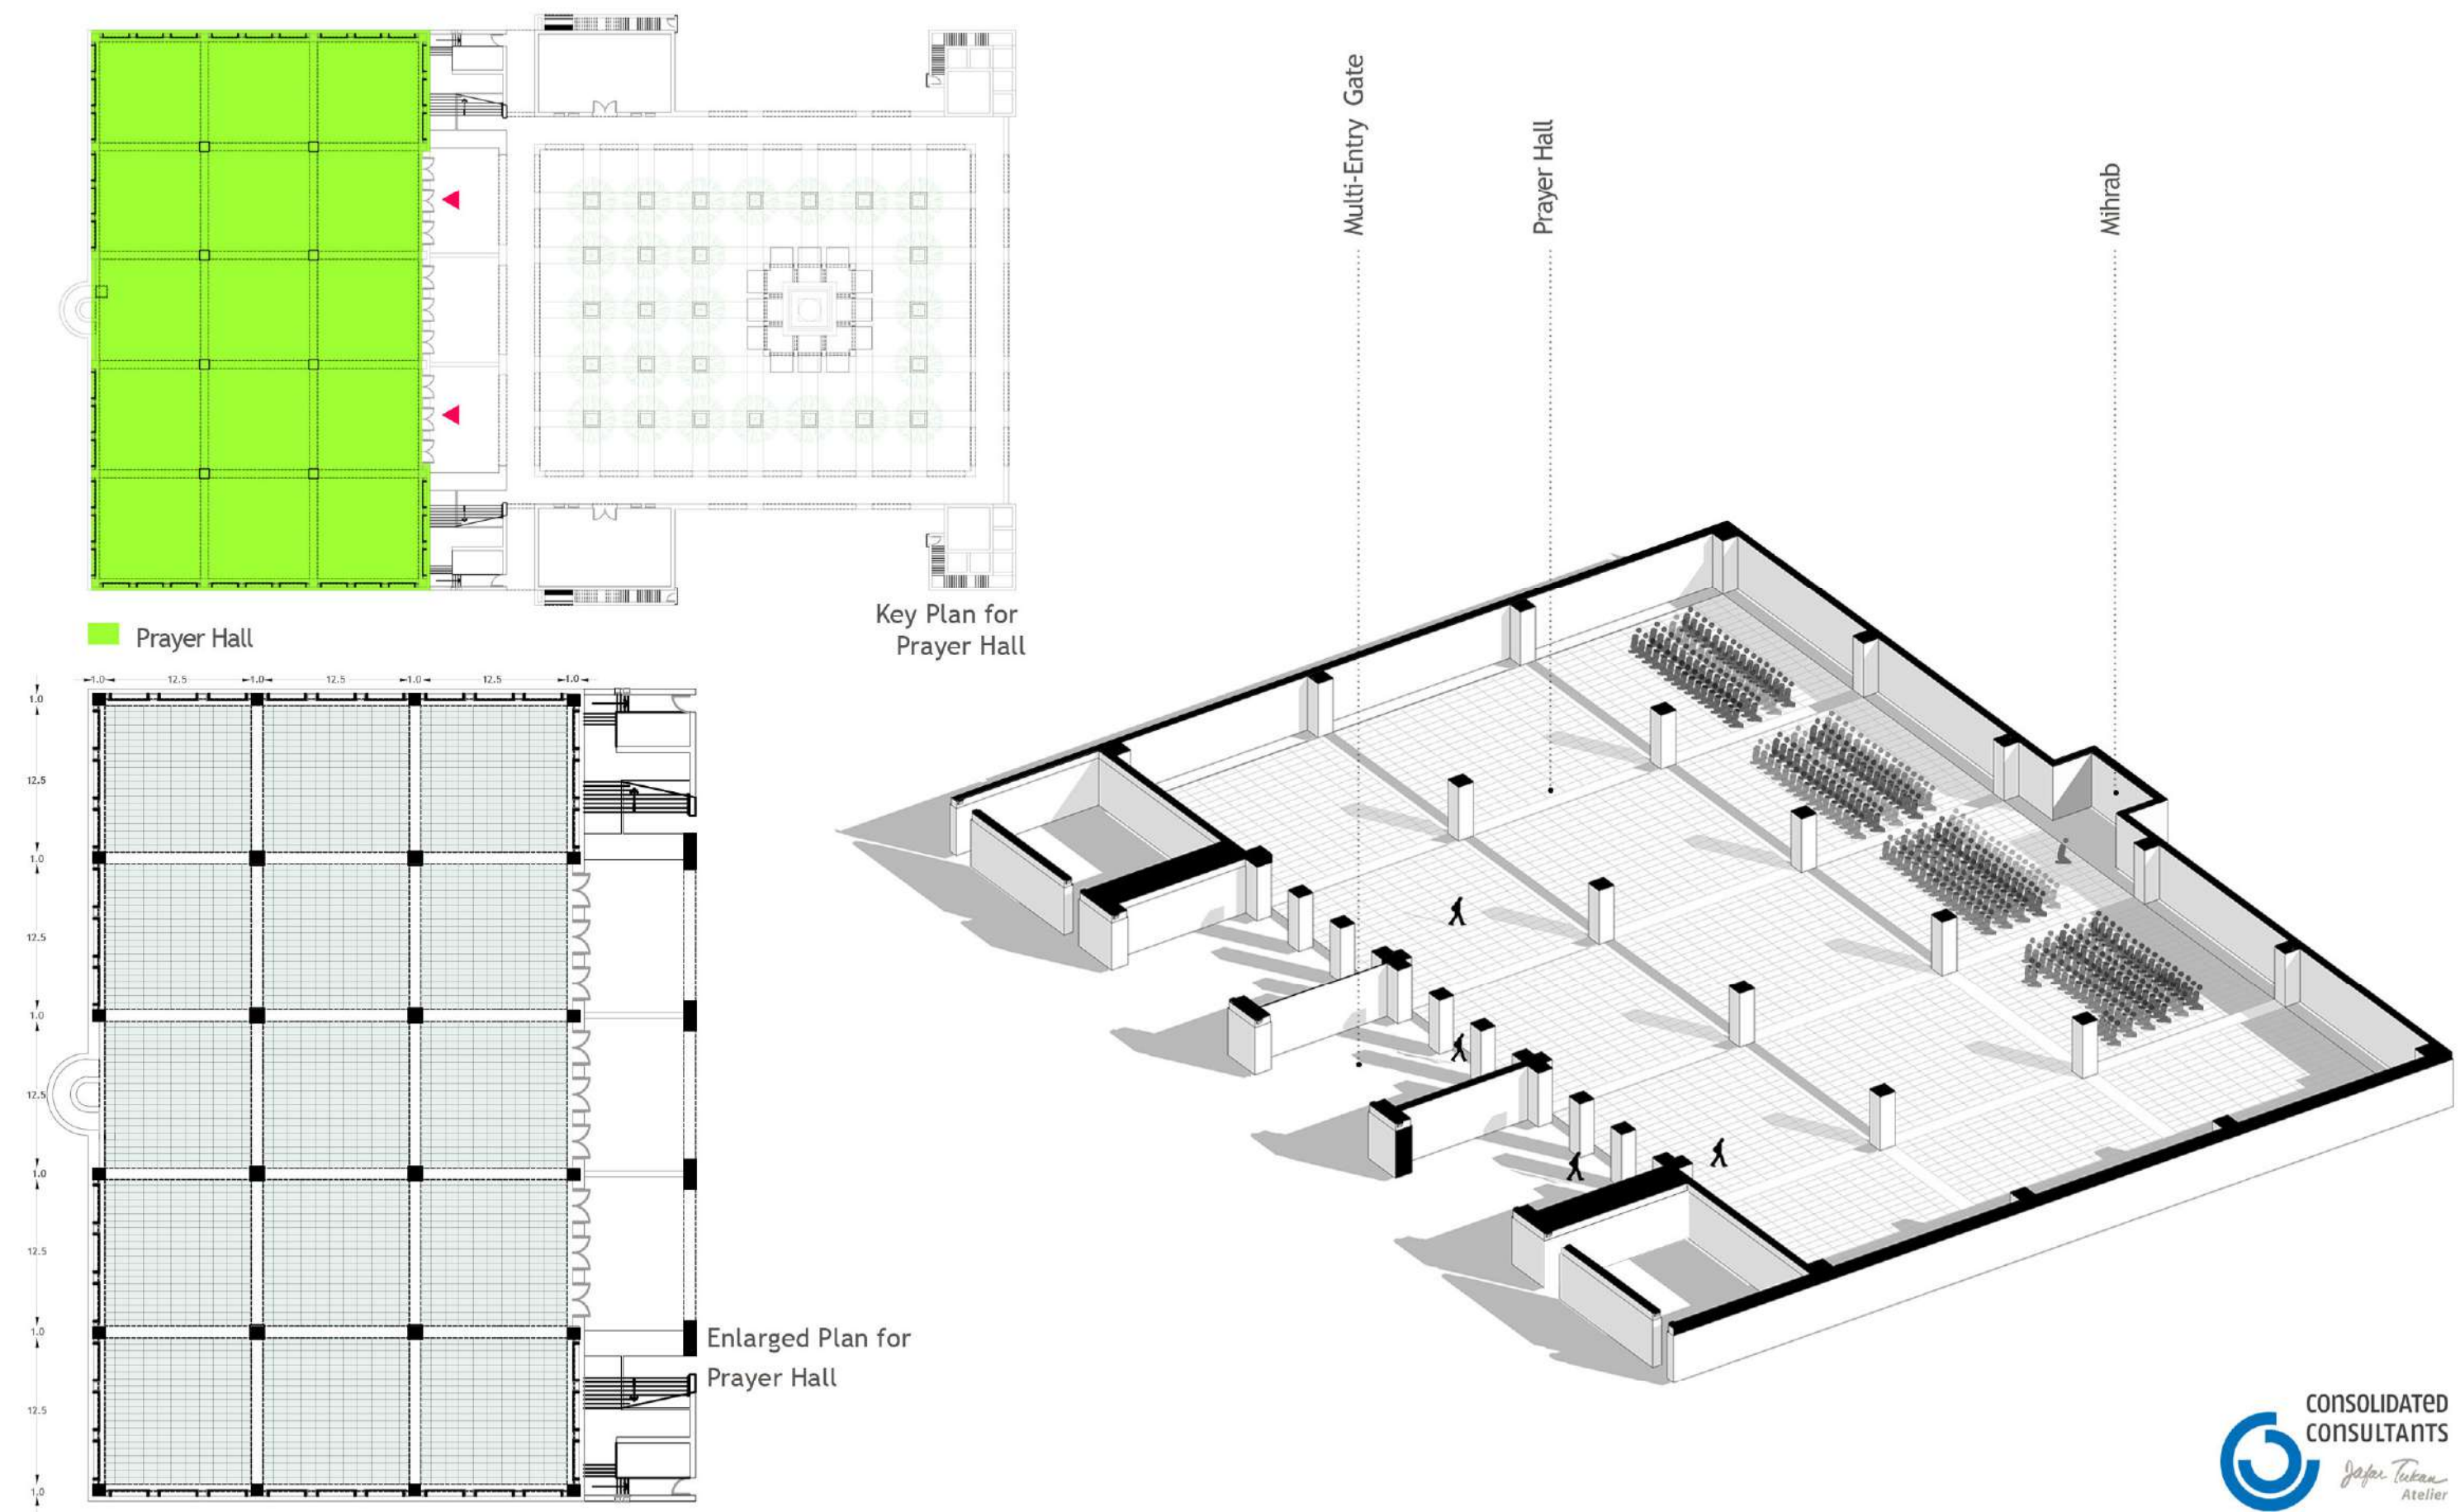 Multi-Entry Gate
Prayer Hall
Mihrab
Key Plan for
Prayer Hall
Prayer Hall
1.0 12.5 1.0 12.5 1.0 12.5 1.0
1.0
12.5
1.0
12.5
1.0
12.5
1.0
12.5
1.0
12.5
1.0
Enlarged Plan for
Prayer Hall
CONSOLIDATED
CONSULTANTS
Jafar Tukan
Atelier